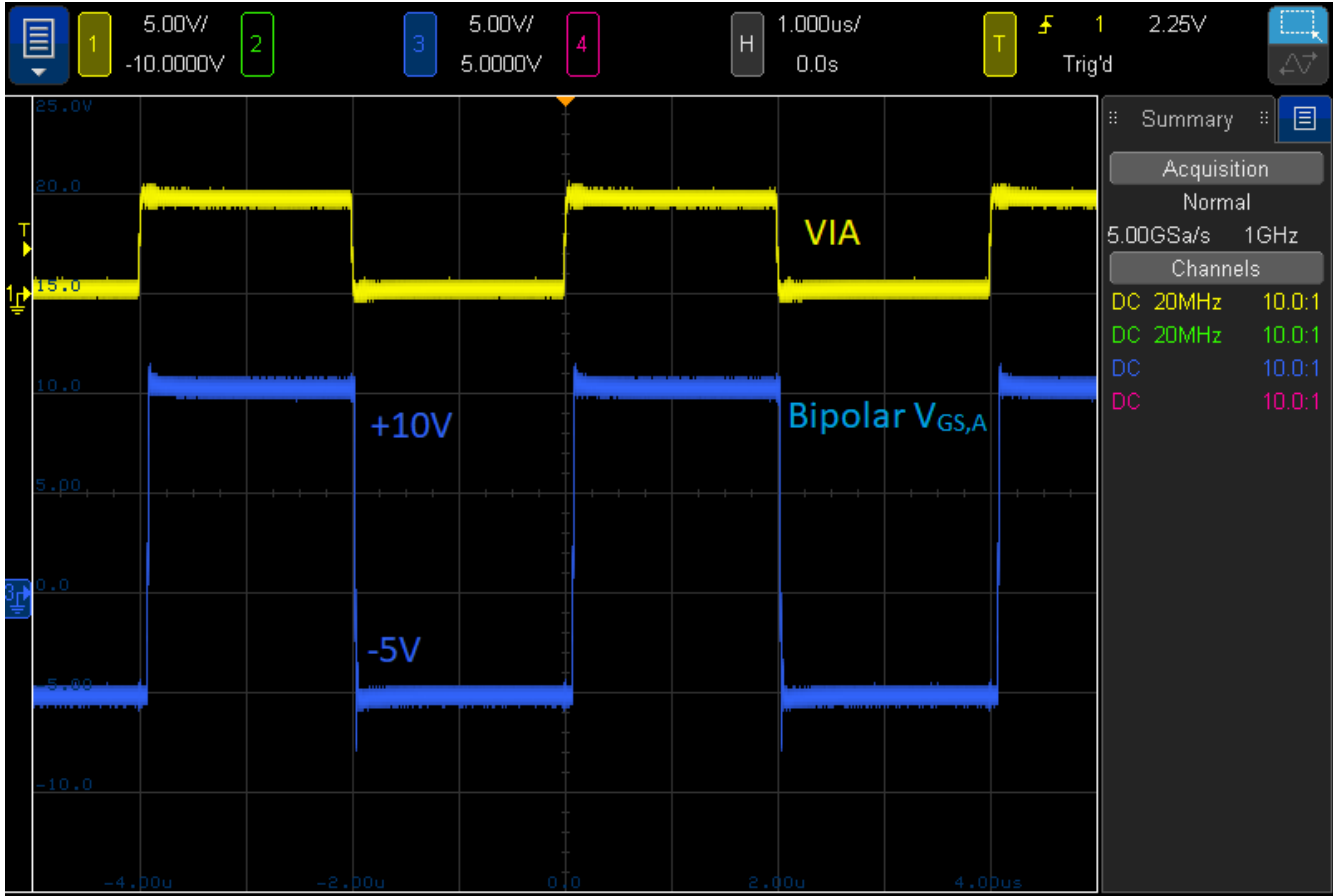 1
5.00V/
-10.0000V
2
3
5.00V/
5.0000V
4
H
1.000us/
0.0s
T
1
2.25V
Trig'd
25.0V
20.0
15.0
10.0
5.00
0.0
-5.00
-10.0
T
1
3
VIA
+10V
Bipolar VGS,A
-5V
-4.00u
-2.00u
0.0
2.00u
4.00us
Summary
Acquisition
Normal
5.00GSa/s 1GHz
Channels
DC 20MHz 10.0:1
DC 20MHz 10.0:1
DC 10.0:1
DC 10.0:1